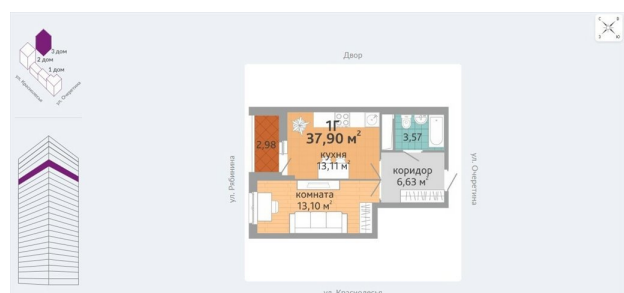 С В
З Ю
3 дом
2 дом
1 дом
ул. Краснолесья
ул. Очеретина
Двор
1Г
37,90 м²
2,98
кухня
13,11 м²
3,57
коридор
6,63 м²
комната
13,10 м²
ул. Рябинина
ул. Очеретина
ул. Краснолесья